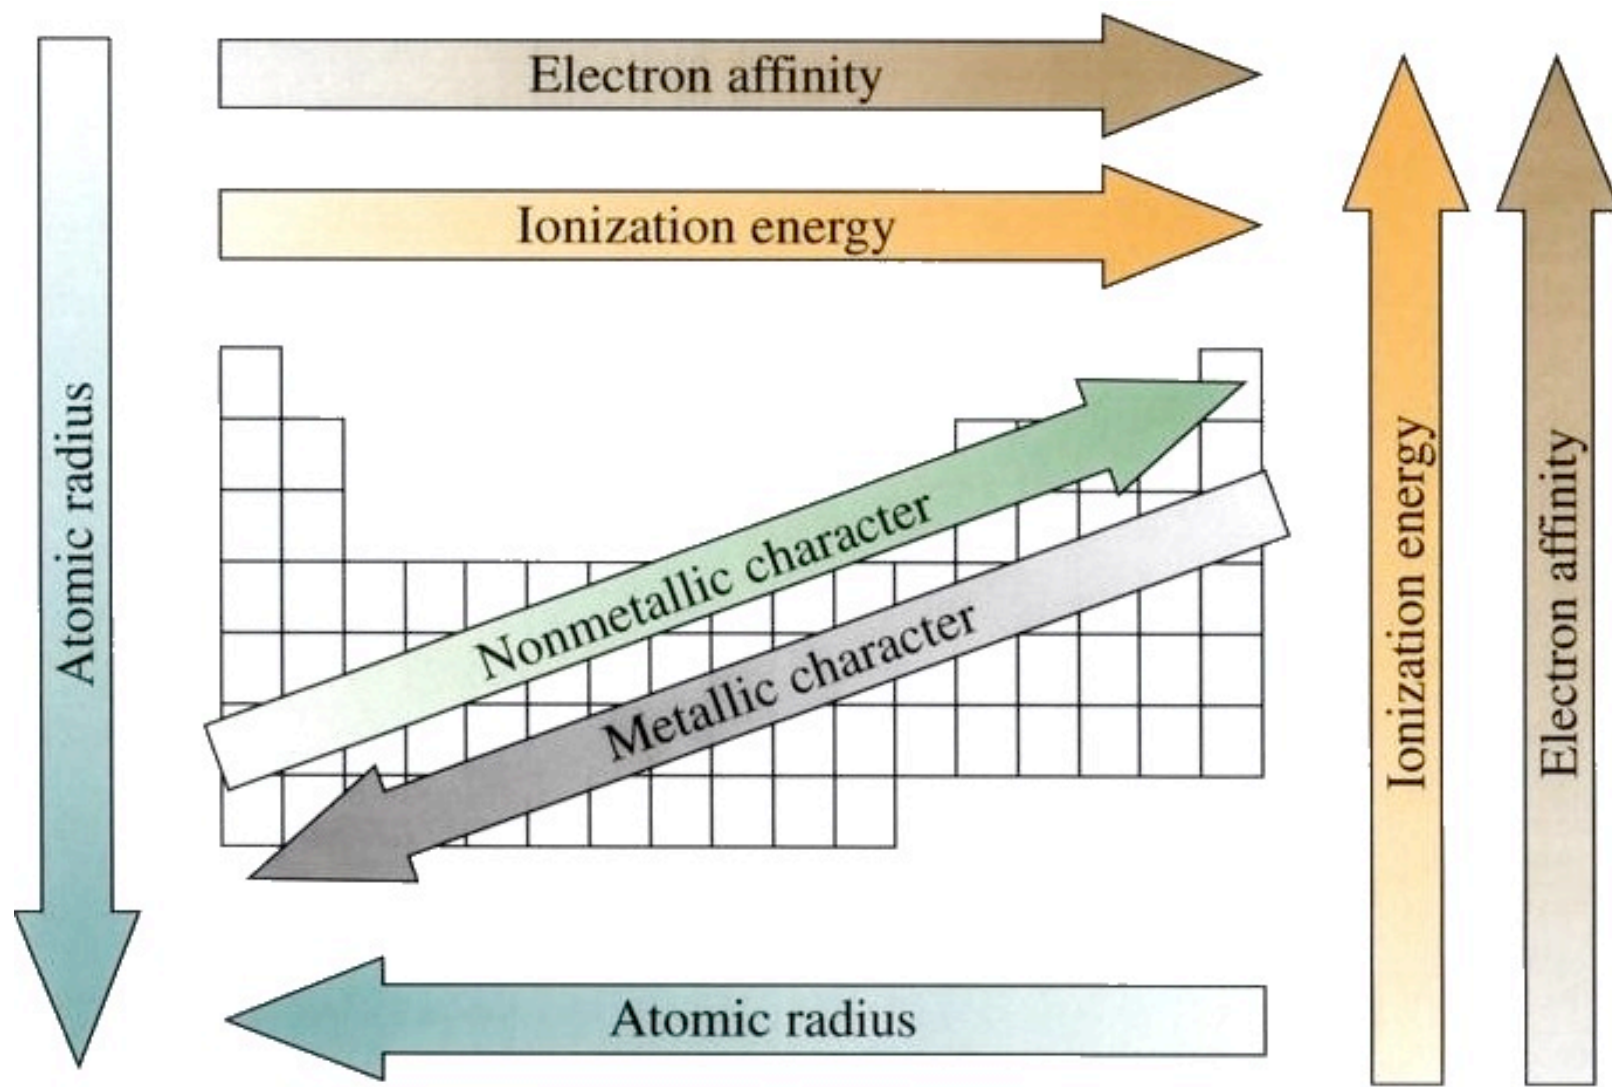 Electron affinity
Ionization energy
Atomic radius
Nonmetallic character
Metallic character
Ionization energy
Electron affinity
Atomic radius